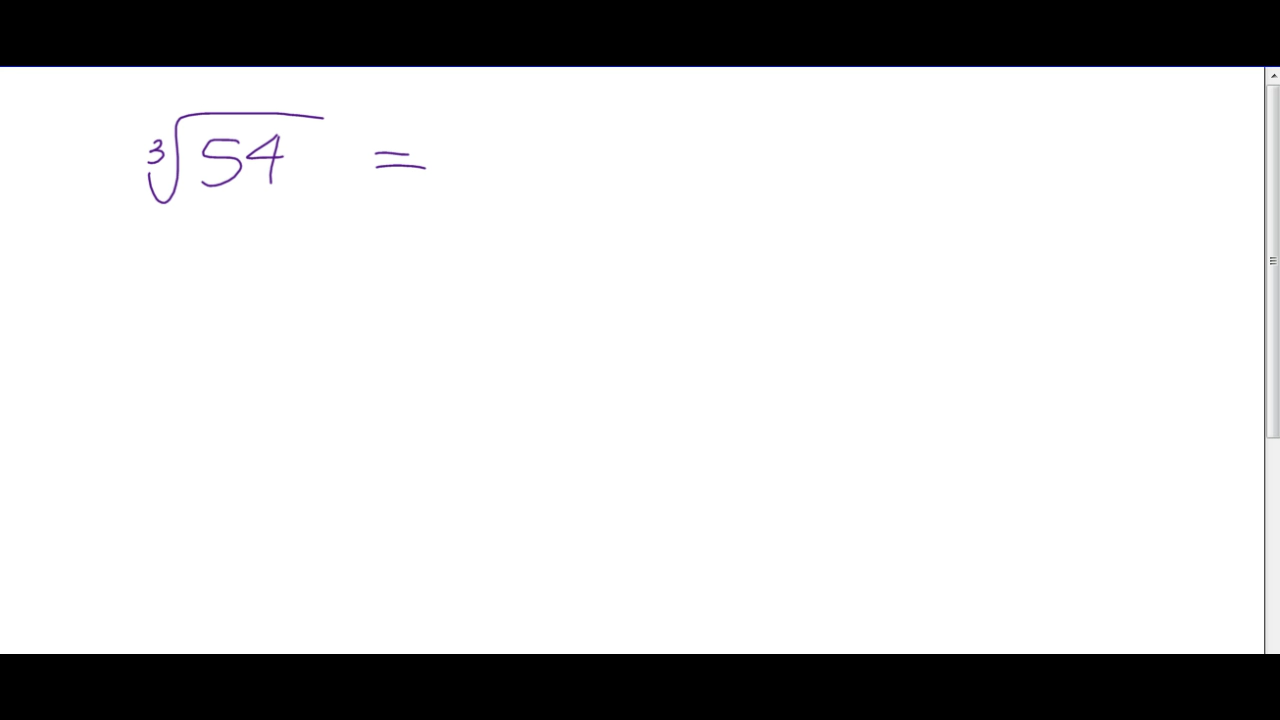 ∛54 =